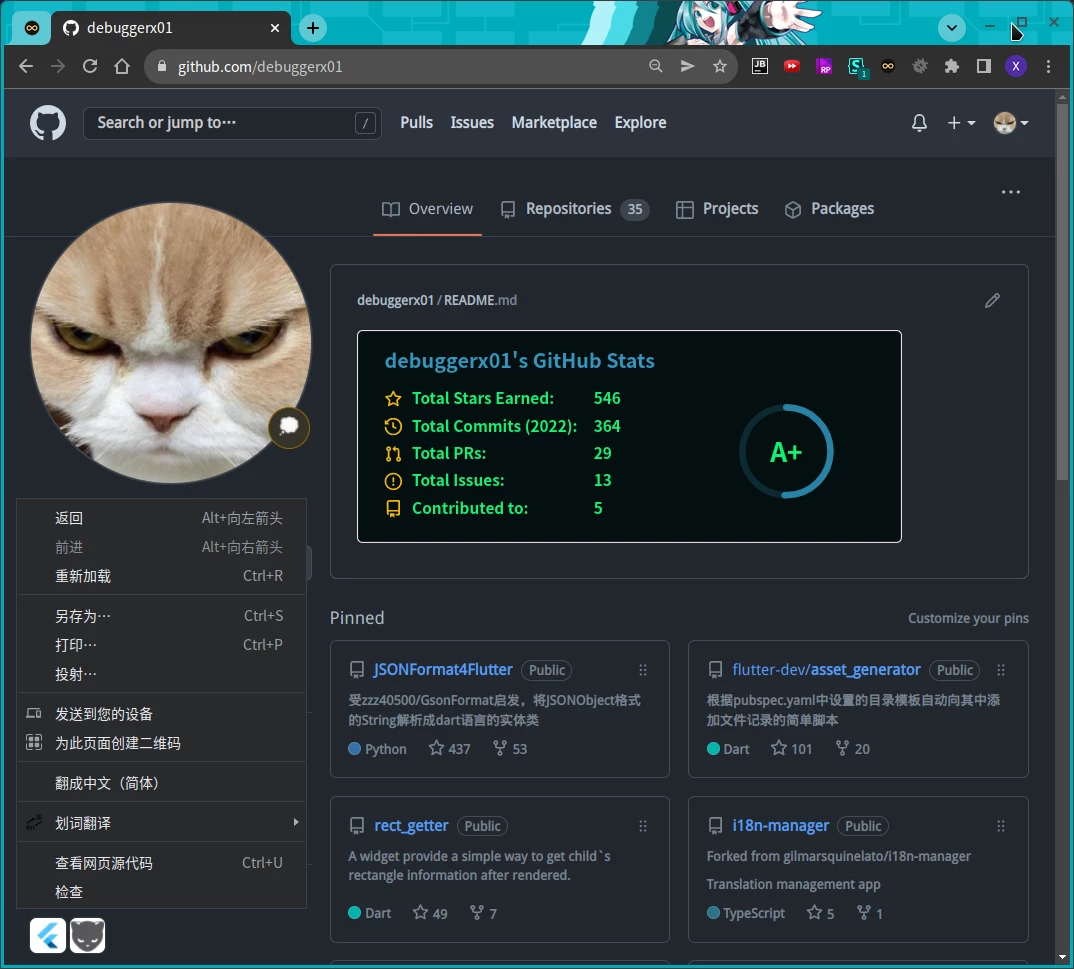 debuggerx01
github.com/debuggerx01
JB
RP
1
X
Search or jump to…
/
Pulls
Issues
Marketplace
Explore
Overview
Repositories 35
Projects
Packages
debuggerx01 / README.md
debuggerx01's GitHub Stats
Total Stars Earned: 546
Total Commits (2022): 364
Total PRs: 29
Total Issues: 13
Contributed to: 5
A+
返回 Alt+向左箭头
前进 Alt+向右箭头
重新加载 Ctrl+R
另存为… Ctrl+S
打印… Ctrl+P
投射…
发送到您的设备
为此页面创建二维码
翻成中文（简体）
划词翻译
查看网页源代码 Ctrl+U
检查
Pinned
Customize your pins
JSONFormat4Flutter Public
受zzz40500/GsonFormat启发，将JSONObject格式
的String解析成dart语言的实体类
Python 437 53
flutter-dev/asset_generator Public
根据pubspec.yaml中设置的目录模板自动向其中添
加文件记录的简单脚本
Dart 101 20
rect_getter Public
A widget provide a simple way to get child`s
rectangle information after rendered.
Dart 49 7
i18n-manager Public
Forked from gilmarsquinelato/i18n-manager
Translation management app
TypeScript 5 1